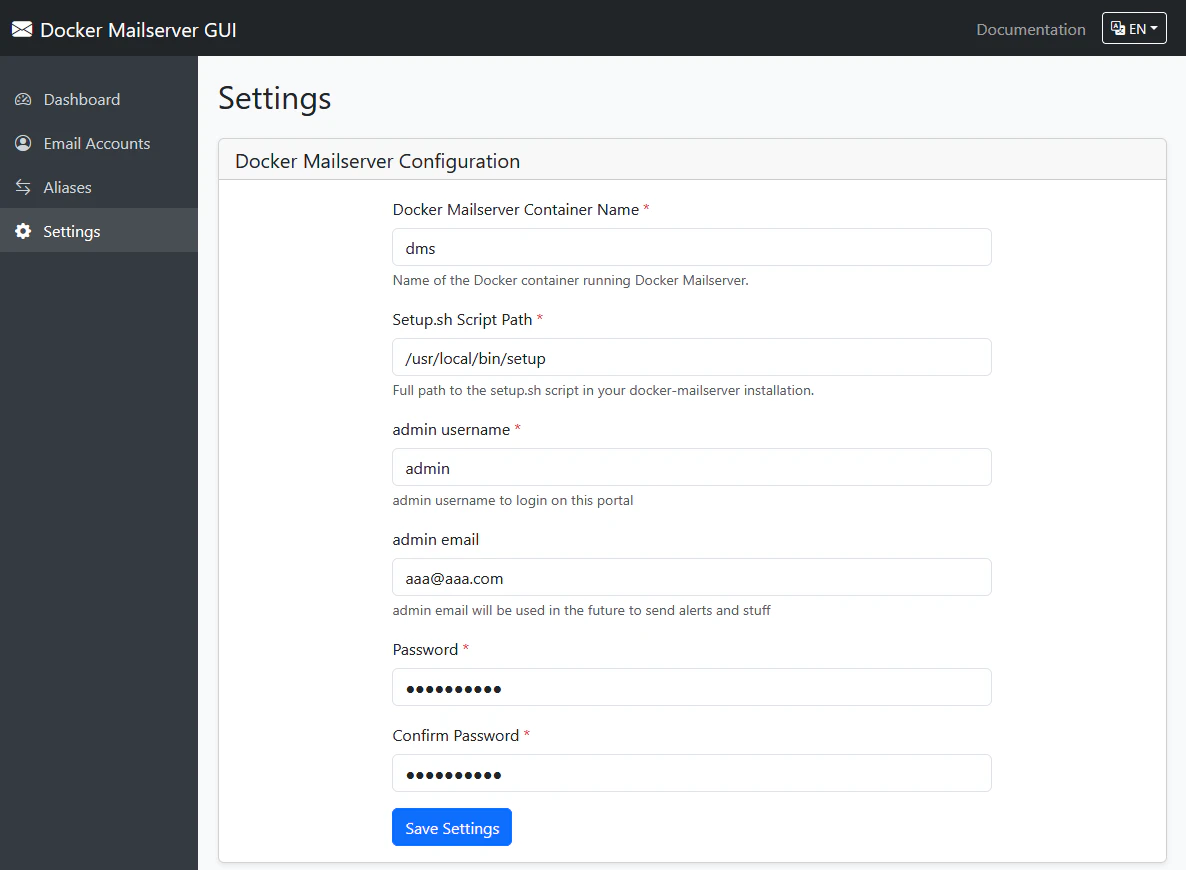 Docker Mailserver GUI
Documentation
EN
Dashboard
Email Accounts
Aliases
Settings
Settings
Docker Mailserver Configuration
Docker Mailserver Container Name *
dms
Name of the Docker container running Docker Mailserver.
Setup.sh Script Path *
/usr/local/bin/setup
Full path to the setup.sh script in your docker-mailserver installation.
admin username *
admin
admin username to login on this portal
admin email
aaa@aaa.com
admin email will be used in the future to send alerts and stuff
Password *
●●●●●●●●●●
Confirm Password *
●●●●●●●●●●
Save Settings